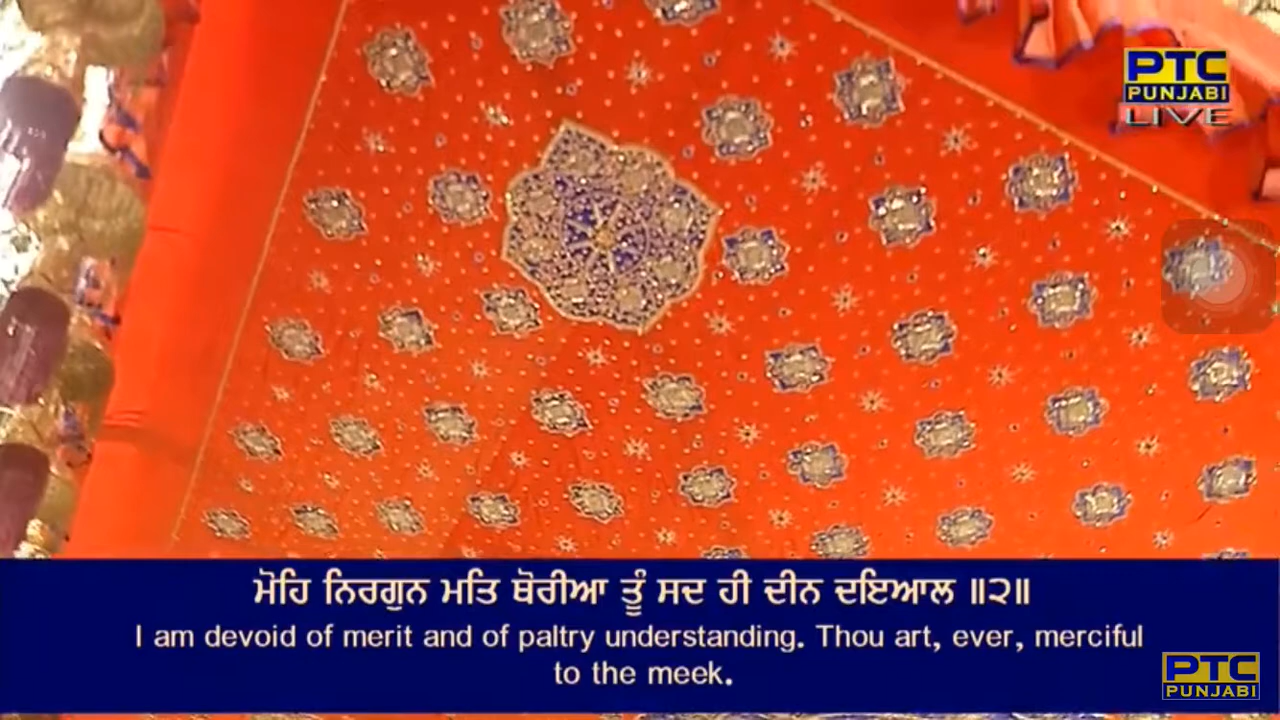 PTC
PUNJABI
LIVE
ਮੋਹਿ ਨਿਰਗੁਨ ਮਤਿ ਥੋਰੀਆ ਤੂੰ ਸਦ ਹੀ ਦੀਨ ਦਇਆਲ ॥੨॥
I am devoid of merit and of paltry understanding. Thou art, ever, merciful
to the meek.
PTC
PUNJABI